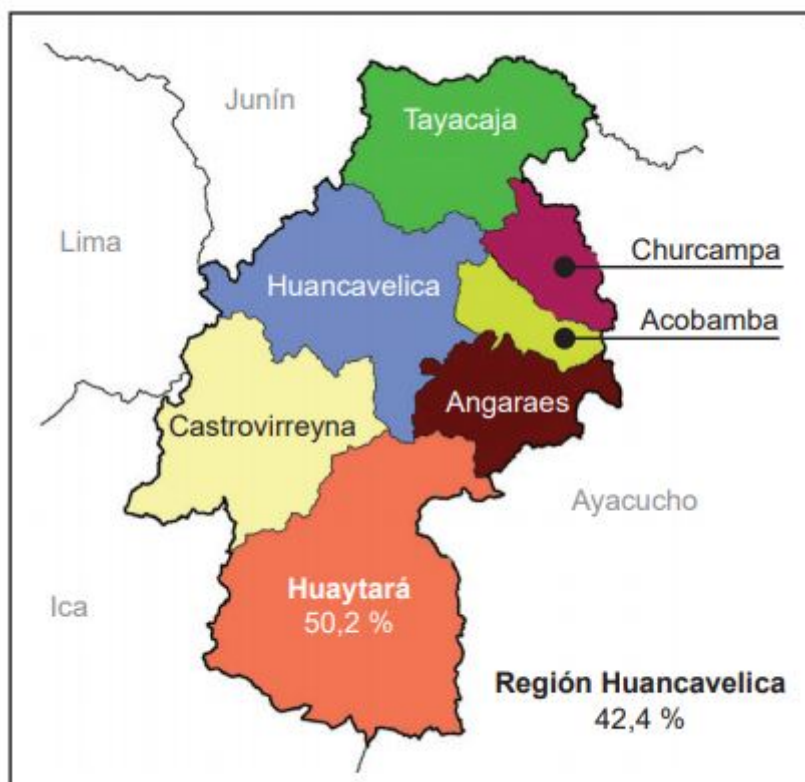 Junín
Tayacaja
Lima
Churcampa
Huancavelica
Acobamba
Angaraes
Castrovirreyna
Ayacucho
Huaytará
50,2 %
Ica
Región Huancavelica
42,4 %